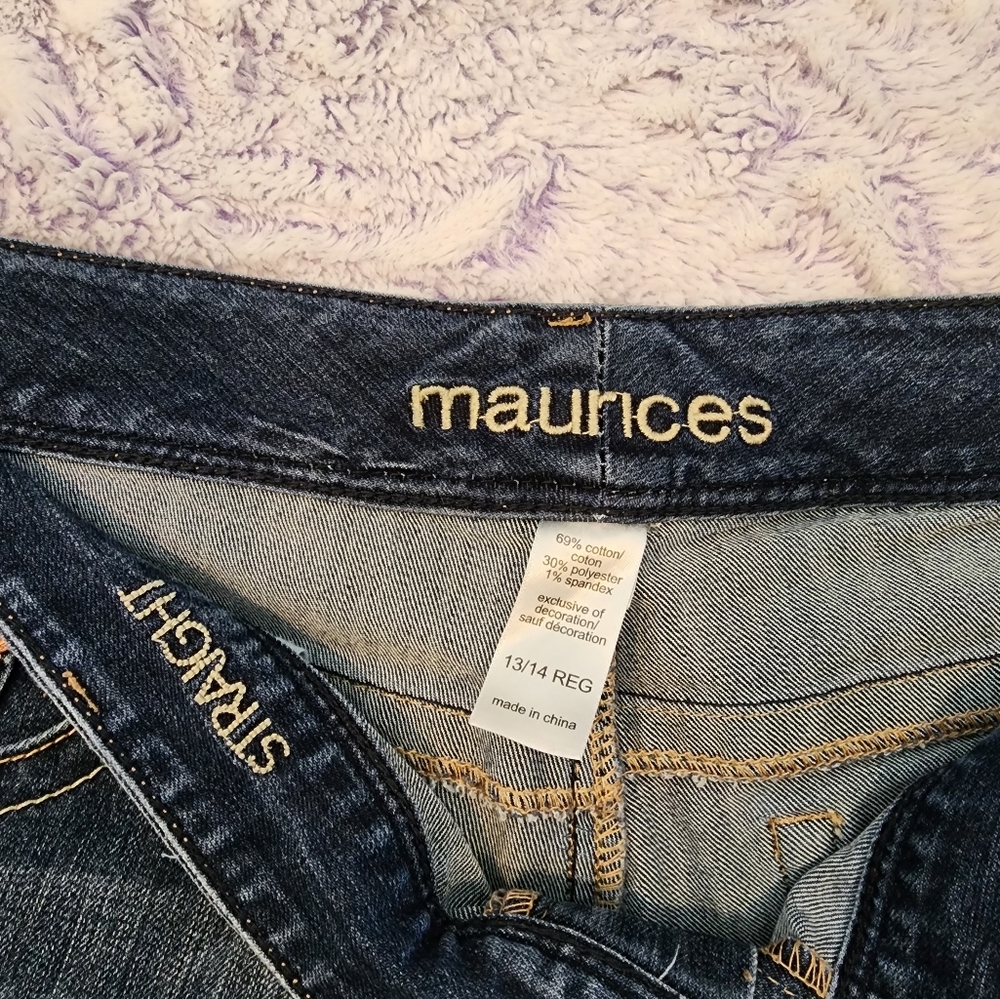 maurices
STRAIGHT
69% cotton/
coton
30% polyester
1% spandex
exclusive of
decoration/
sauf décoration
13/14 REG
made in china